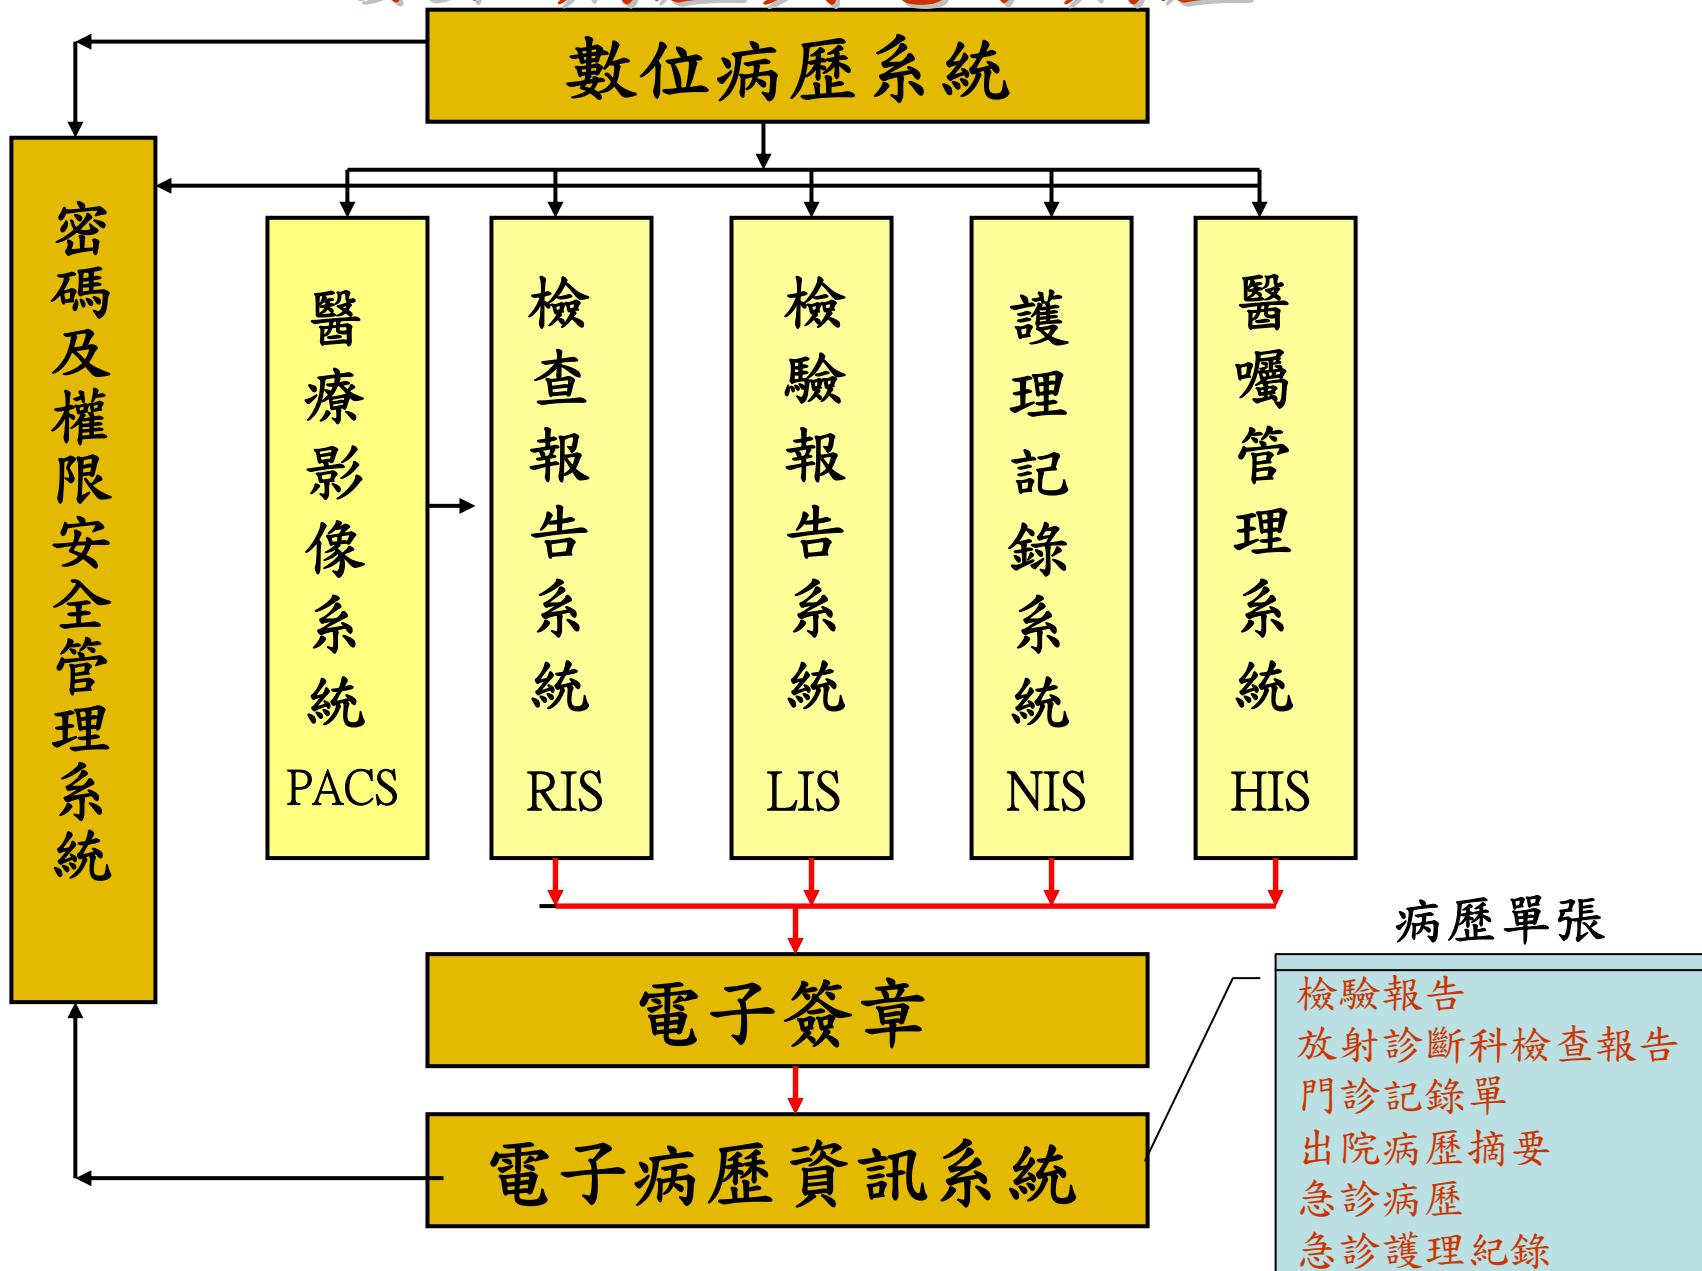 數位病歷系統
密碼及權限安全管理系統
醫療影像系統
PACS
檢查報告系統
RIS
檢驗報告系統
LIS
護理記錄系統
NIS
醫囑管理系統
HIS
電子簽章
電子病歷資訊系統
病歷單張
檢驗報告
放射診斷科檢查報告
門診記錄單
出院病歷摘要
急診病歷
急診護理紀錄